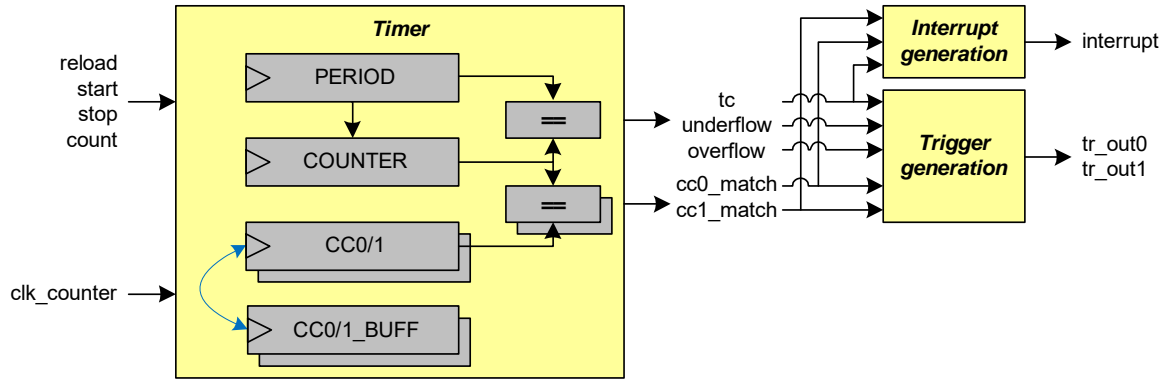 reload
start
stop
count
clk_counter
Timer
PERIOD
COUNTER
CC0/1
CC0/1_BUFF
==
==
tc
underflow
overflow
cc0_match
cc1_match
Interrupt
generation
interrupt
Trigger
generation
tr_out0
tr_out1